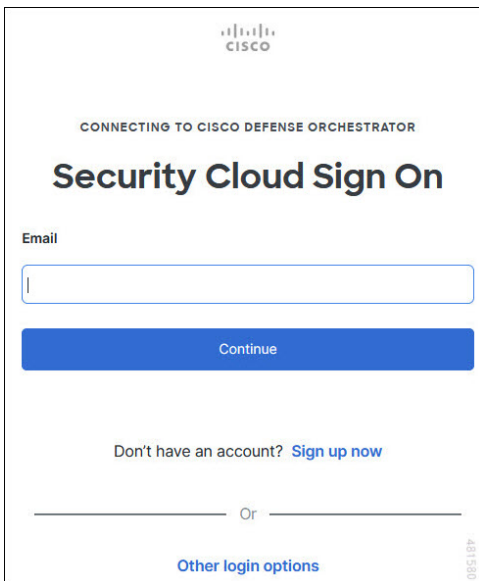 CISCO
CONNECTING TO CISCO DEFENSE ORCHESTRATOR
Security Cloud Sign On
Email
Continue
Don't have an account? Sign up now
Or
Other login options
481580